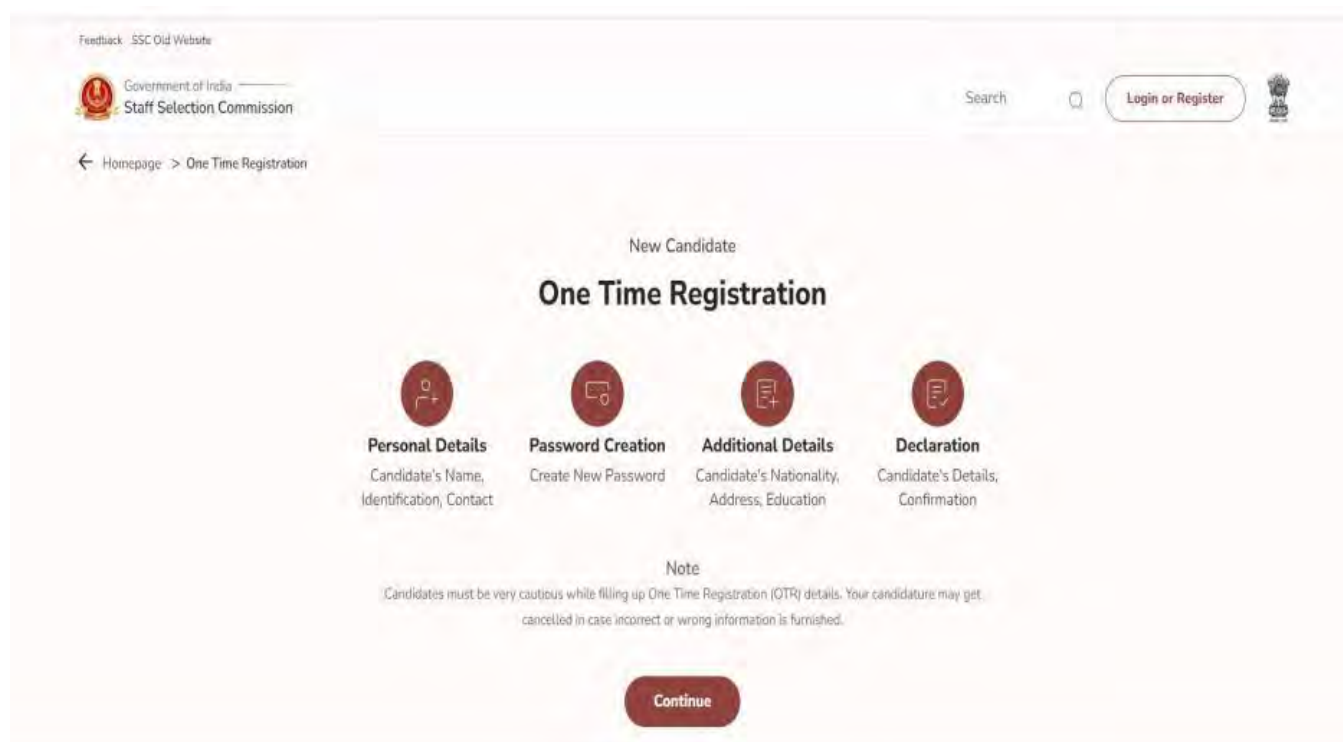 Feedback SSC Old Website
Government of India
Staff Selection Commission
Search
Login or Register
← Homepage > One Time Registration
New Candidate
One Time Registration
Personal Details
Candidate's Name,
Identification, Contact
Password Creation
Create New Password
Additional Details
Candidate's Nationality,
Address, Education
Declaration
Candidate's Details,
Confirmation
Note
Candidates must be very cautious while filling up One Time Registration (OTR) details. Your candidature may get
cancelled in case incorrect or wrong information is furnished.
Continue